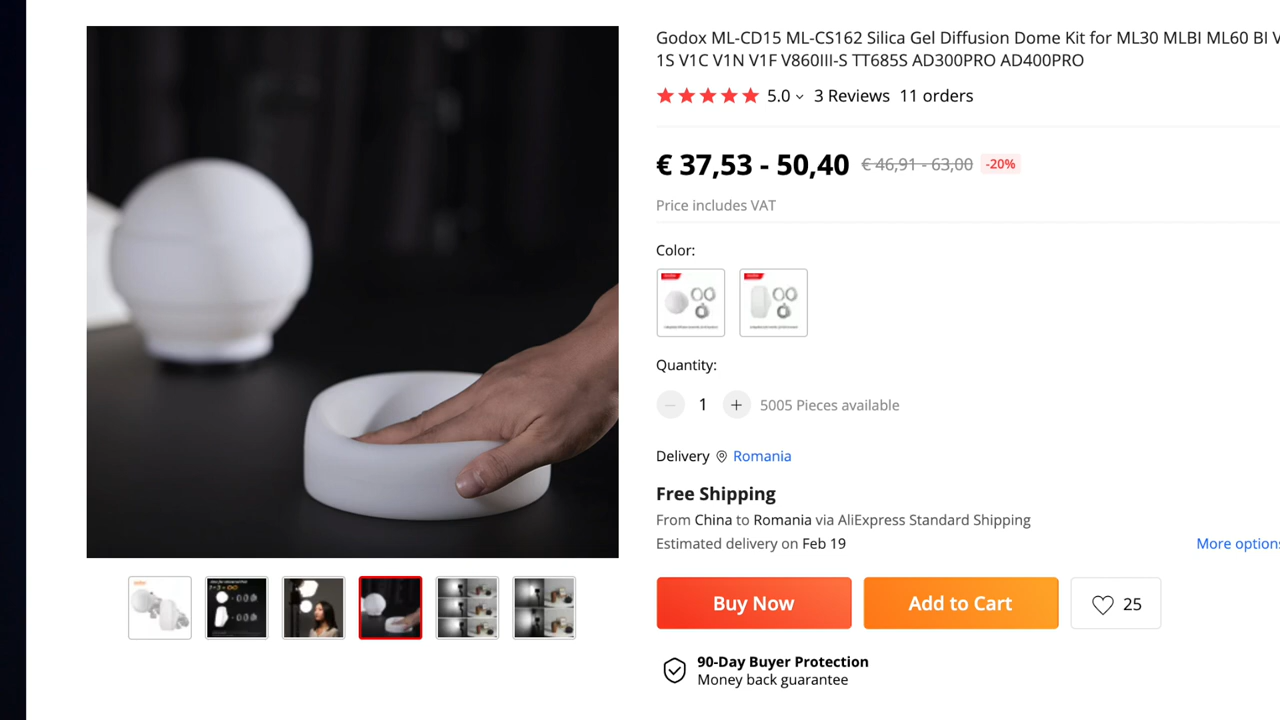 Godox ML-CD15 ML-CS162 Silica Gel Diffusion Dome Kit for ML30 MLBI ML60 BI
1S V1C V1N V1F V860III-S TT685S AD300PRO AD400PRO
5.0 3 Reviews 11 orders
€ 37,53 - 50,40 € 46,91 - 63,00 -20%
Price includes VAT
Color:
Quantity:
1 + 5005 Pieces available
Delivery Romania
Free Shipping
From China to Romania via AliExpress Standard Shipping
Estimated delivery on Feb 19 More options
Buy Now Add to Cart 25
90-Day Buyer Protection
Money back guarantee